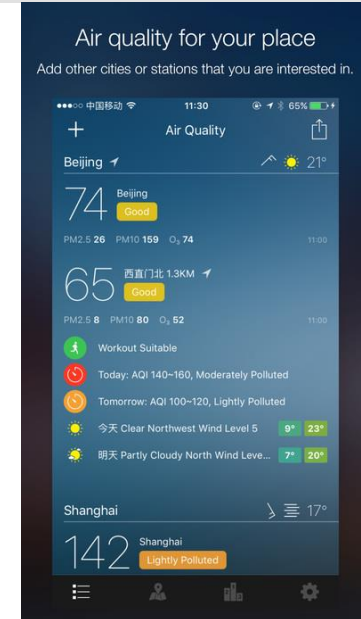 Air quality for your place
Add other cities or stations that you are interested in.
中国移动 11:30 65%
Air Quality
Beijing 21°
74 Beijing
Good
PM2.5 26 PM10 159 O₃ 74 11:00
65 西直门北 1.3KM
Good
PM2.5 8 PM10 80 O₃ 52 11:00
Workout Suitable
Today: AQI 140~160, Moderately Polluted
Tomorrow: AQI 100~120, Lightly Polluted
今天 Clear Northwest Wind Level 5 9° 23°
明天 Partly Cloudy North Wind Leve... 7° 20°
Shanghai 17°
142 Shanghai
Lightly Polluted